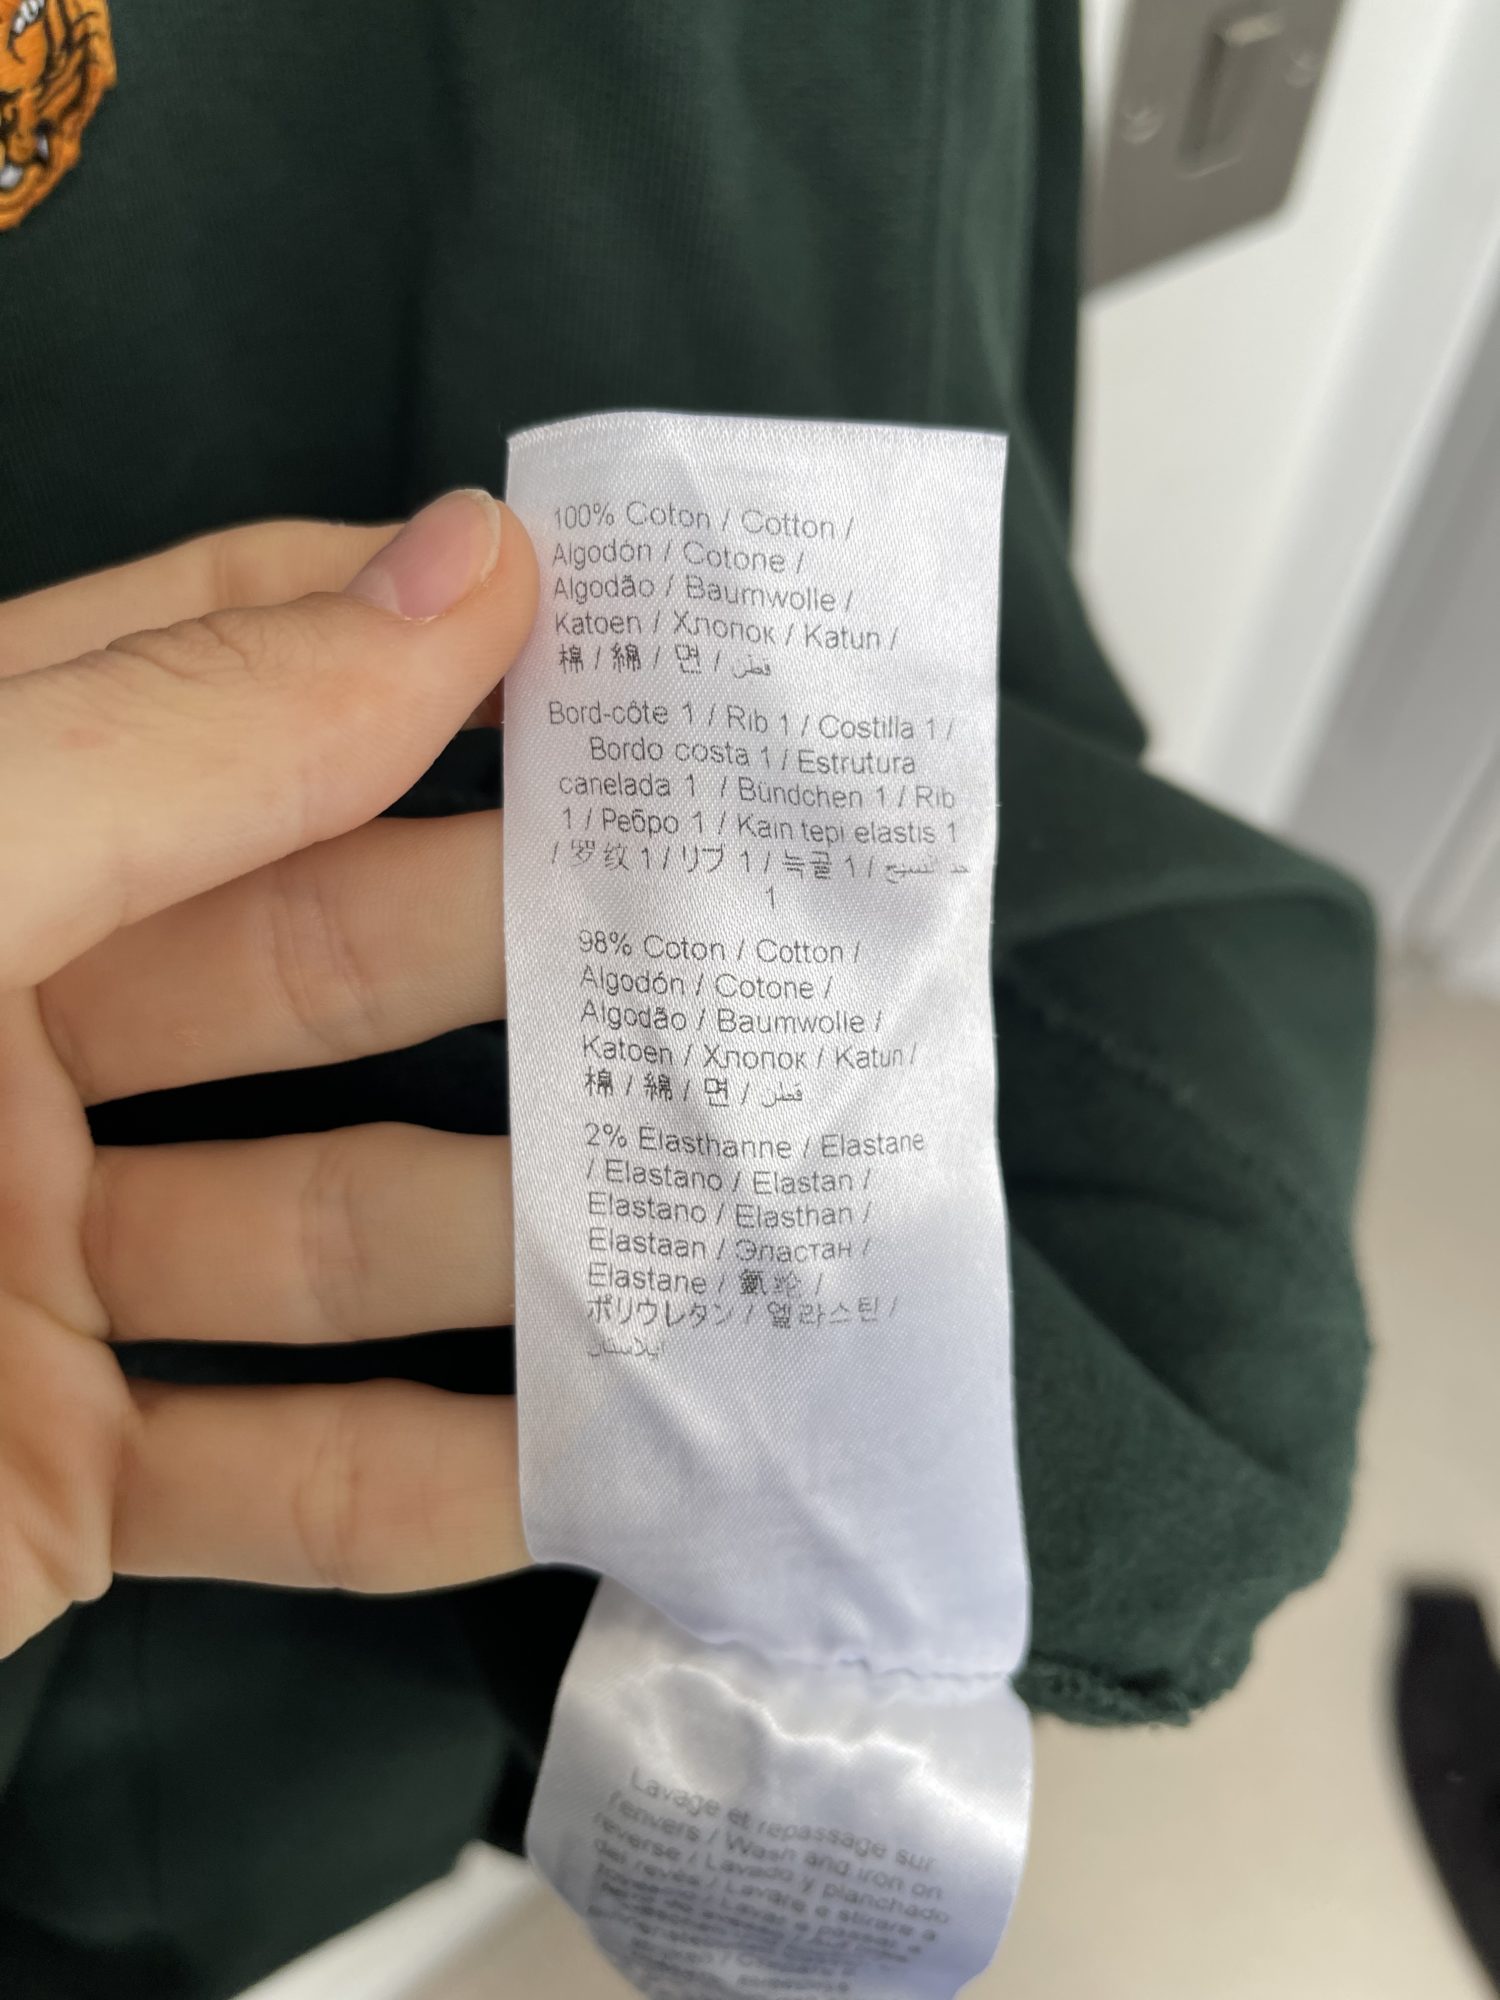 100% Coton / Cotton /
Algodón / Cotone /
Algodão / Baumwolle /
Katoen / Хлопок / Katun /
棉 / 綿 / 면 / قطن
Bord-côte 1 / Rib 1 / Costilla 1 /
Bordo costa 1 / Estrutura
canelada 1 / Bündchen 1 / Rib
1 / Ребро 1 / Kain tepi elastis 1
/ 罗纹 1 / リブ 1 / 늑골 1 /
1
98% Coton / Cotton /
Algodón / Cotone /
Algodão / Baumwolle /
Katoen / Хлопок / Katun /
棉 / 綿 / 면 / قطن
2% Elasthanne / Elastane
/ Elastano / Elastan /
Elastano / Elasthan /
Elastaan / Эластан /
Elastane / 氨纶 /
ポリウレタン / 엘라스틴 /
إيلاستان
Lavage et repassage sur
l'envers / Wash and iron on
reverse / Lavado y planchado
del revés / Lavare e stirare a